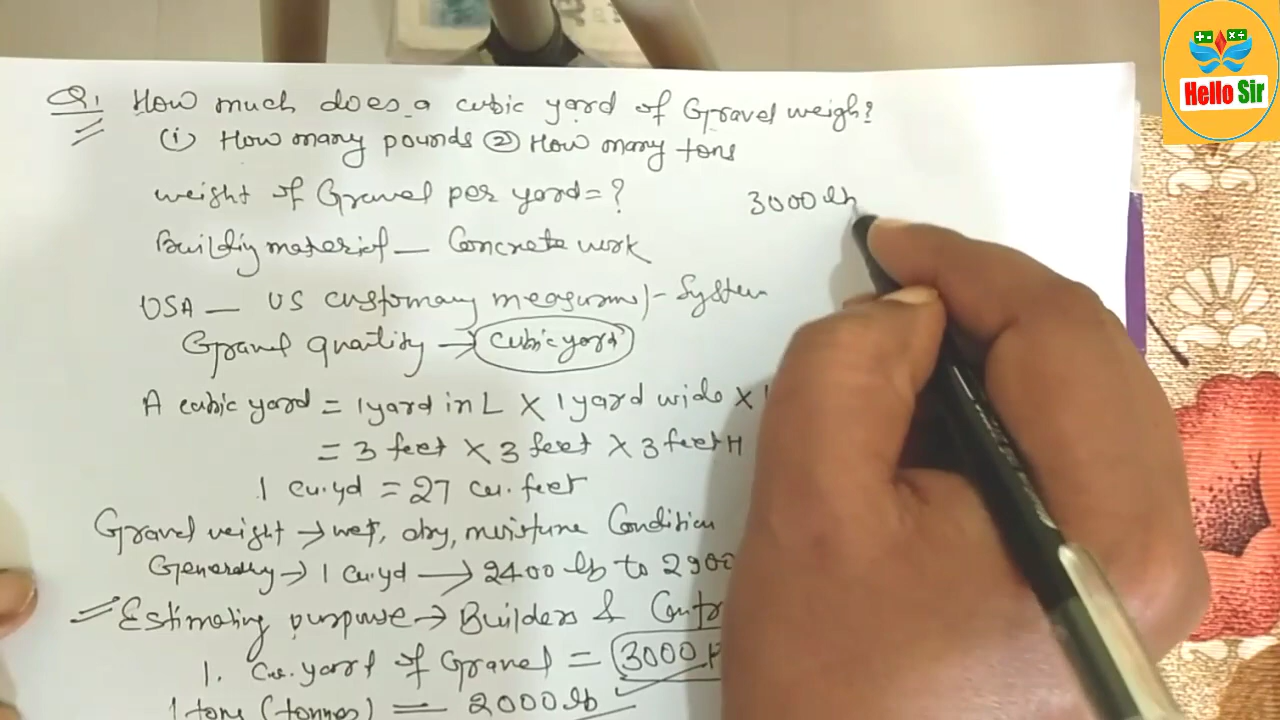 Q1 How much does a cubic yard of Gravel weigh?
(i) How many pounds ② How many tons
weight of Gravel per yard = ?
3000 lb
Building material — Concrete work
USA — US customary measurement - System
Gravel quantity → cubic yard
A cubic yard = 1 yard in L × 1 yard wide × 1
= 3 feet × 3 feet × 3 feet H
1 cu.yd = 27 cu. feet
Gravel weight → wet, dry, moisture Condition
Generally → 1 cu.yd → 2400 lb to 2900
Estimating purpose → Builders & Contr
1. cu. yard of Gravel = 3000 P
1 tons (tonnes) = 2000 lb
+ - × ÷
Hello Sir